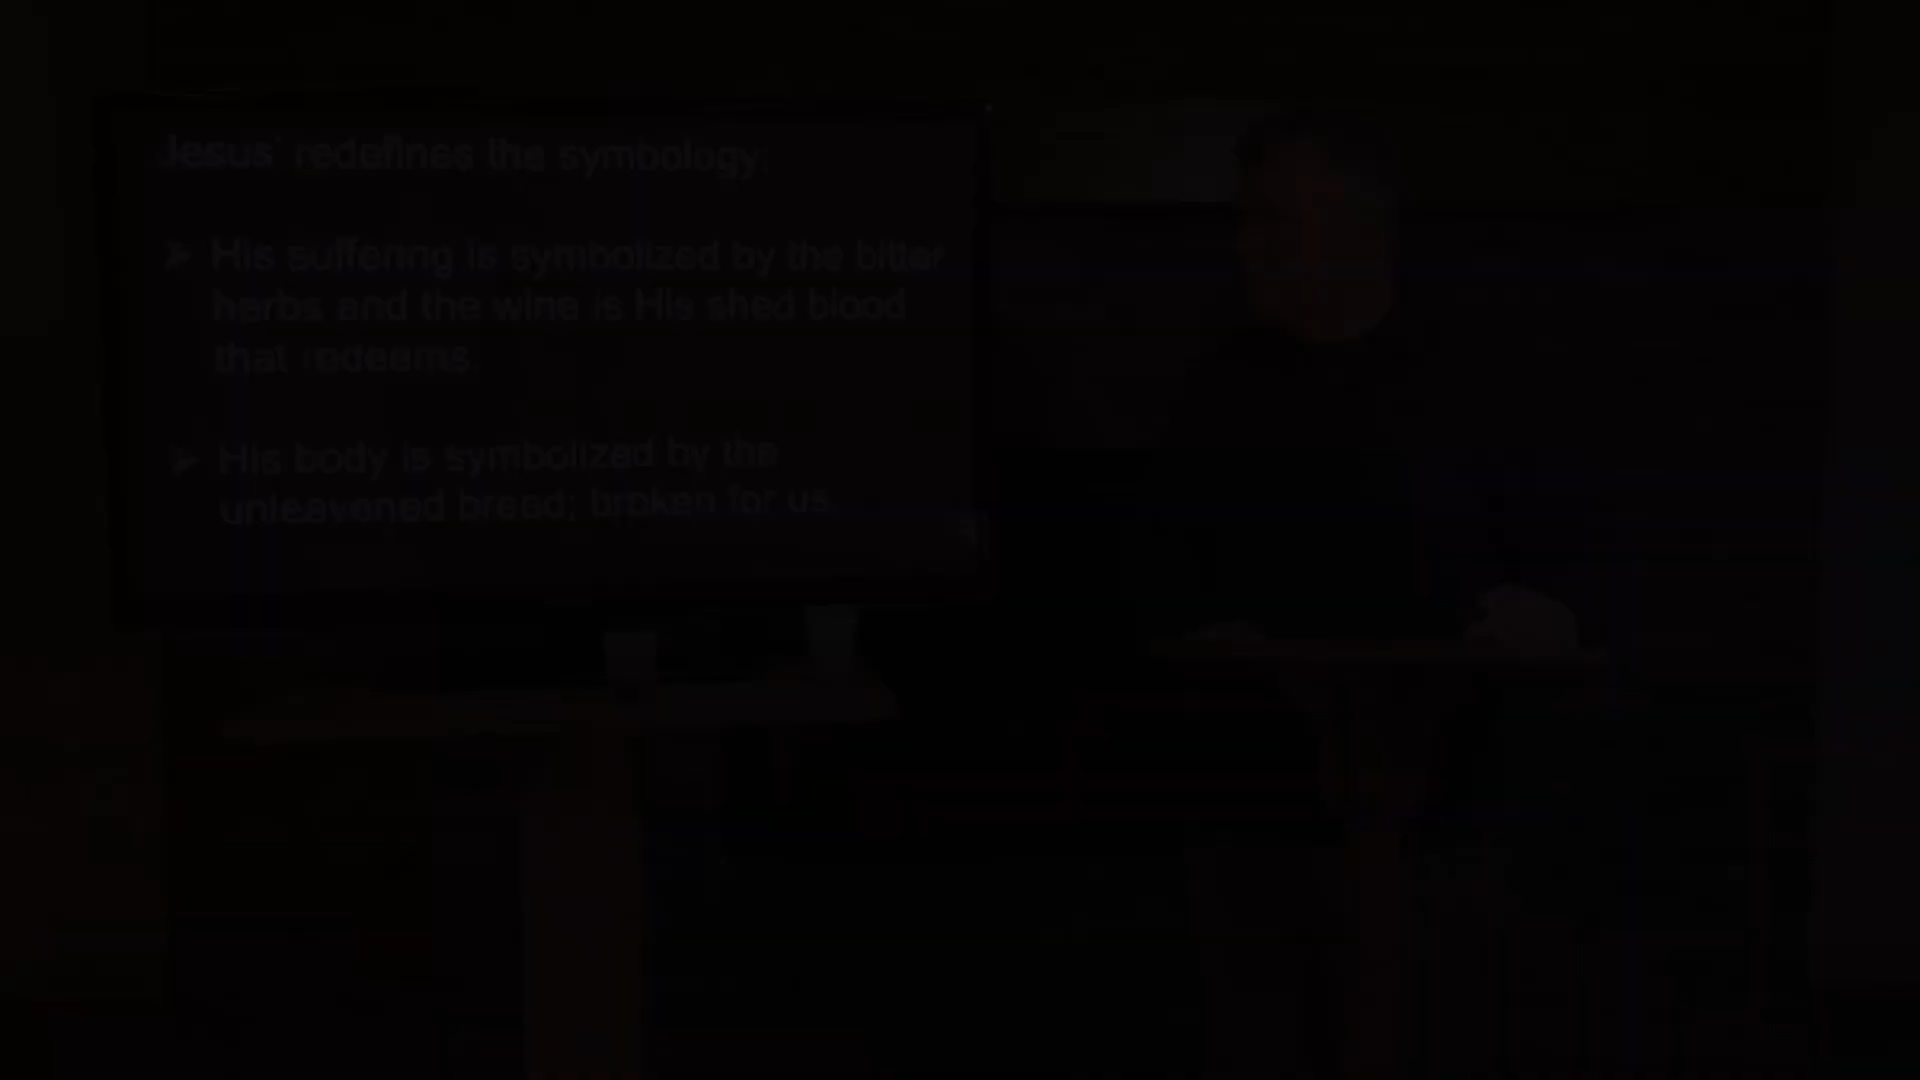 Jesus' redefines the symbology:
➢ His suffering is symbolized by the bitter
herbs and the wine is His shed blood
that redeems.
➢ His body is symbolized by the
unleavened bread; broken for us.